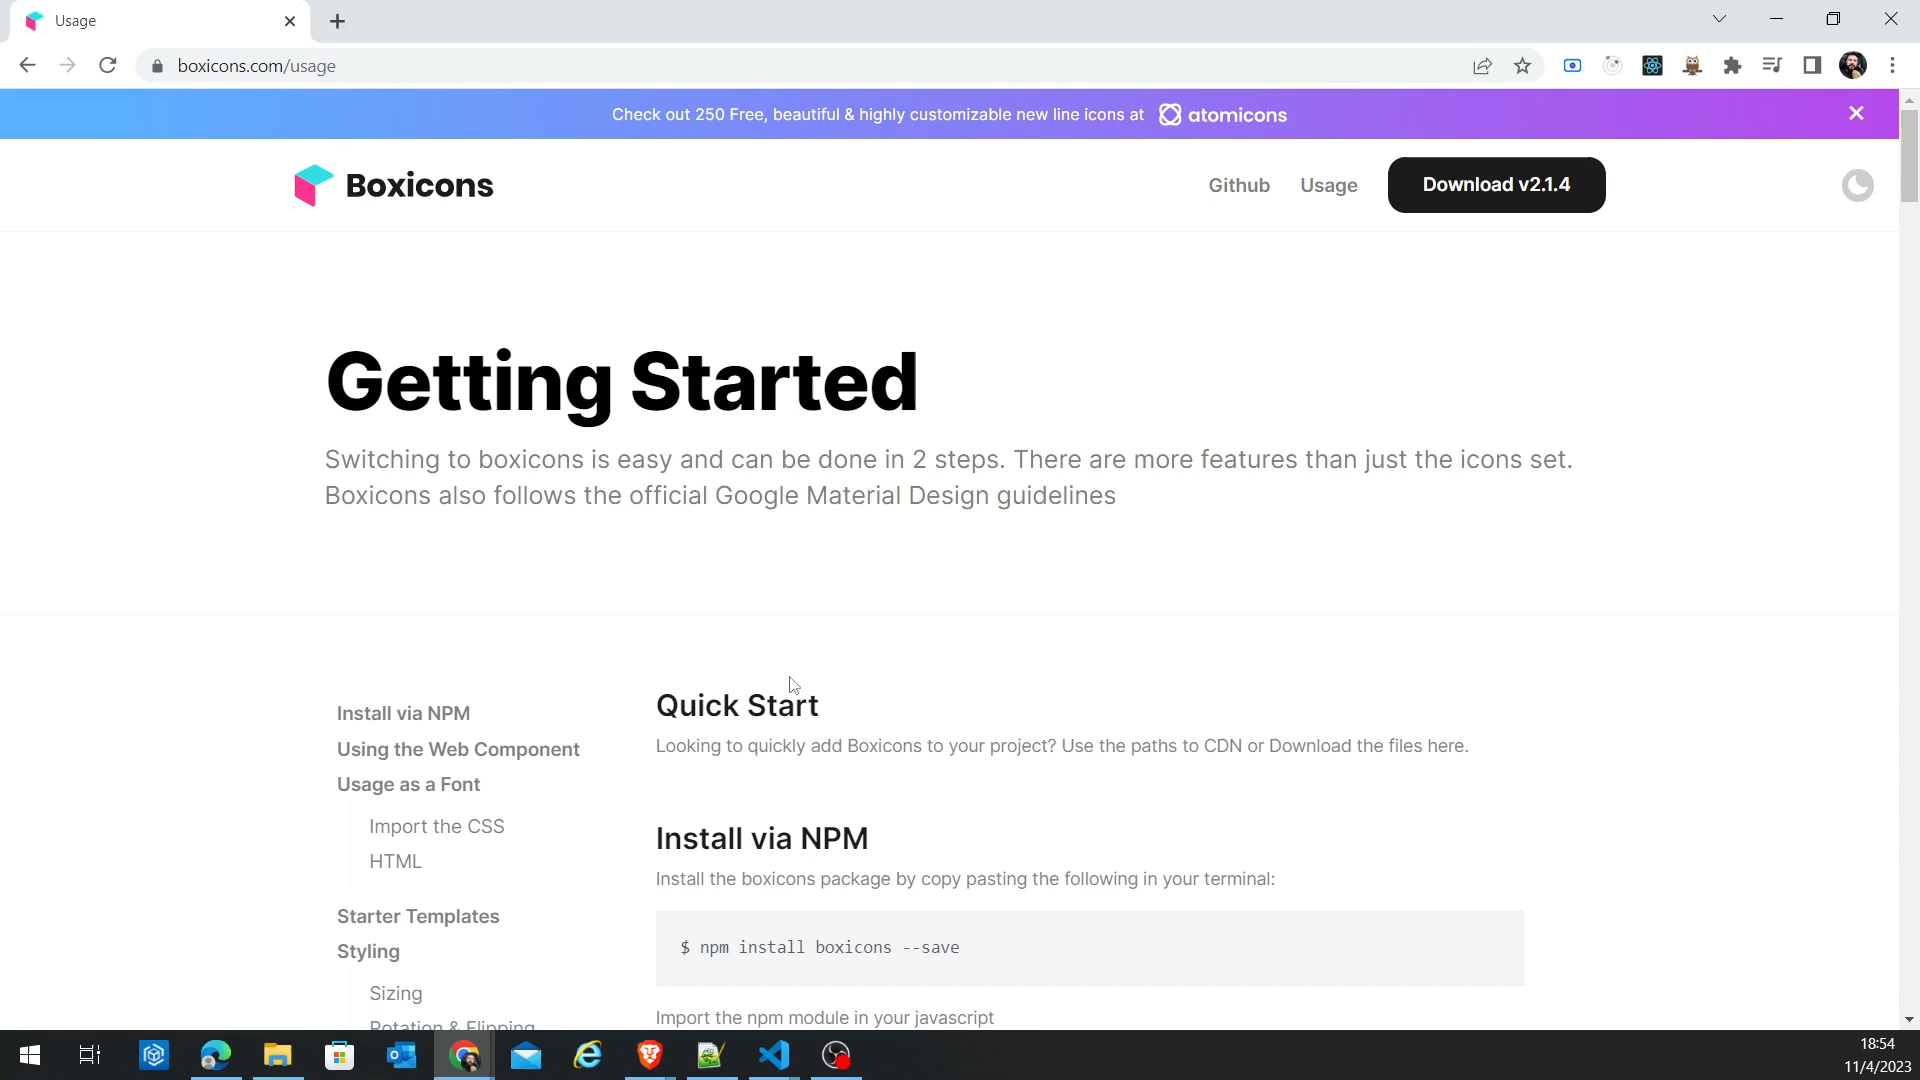 Usage
boxicons.com/usage
Check out 250 Free, beautiful & highly customizable new line icons at atomicons
Boxicons
Github
Usage
Download v2.1.4
Getting Started
Switching to boxicons is easy and can be done in 2 steps. There are more features than just the icons set.
Boxicons also follows the official Google Material Design guidelines
Install via NPM
Using the Web Component
Usage as a Font
Import the CSS
HTML
Starter Templates
Styling
Sizing
Rotation & Flipping
Quick Start
Looking to quickly add Boxicons to your project? Use the paths to CDN or Download the files here.
Install via NPM
Install the boxicons package by copy pasting the following in your terminal:
$ npm install boxicons --save
Import the npm module in your javascript
18:54
11/4/2023